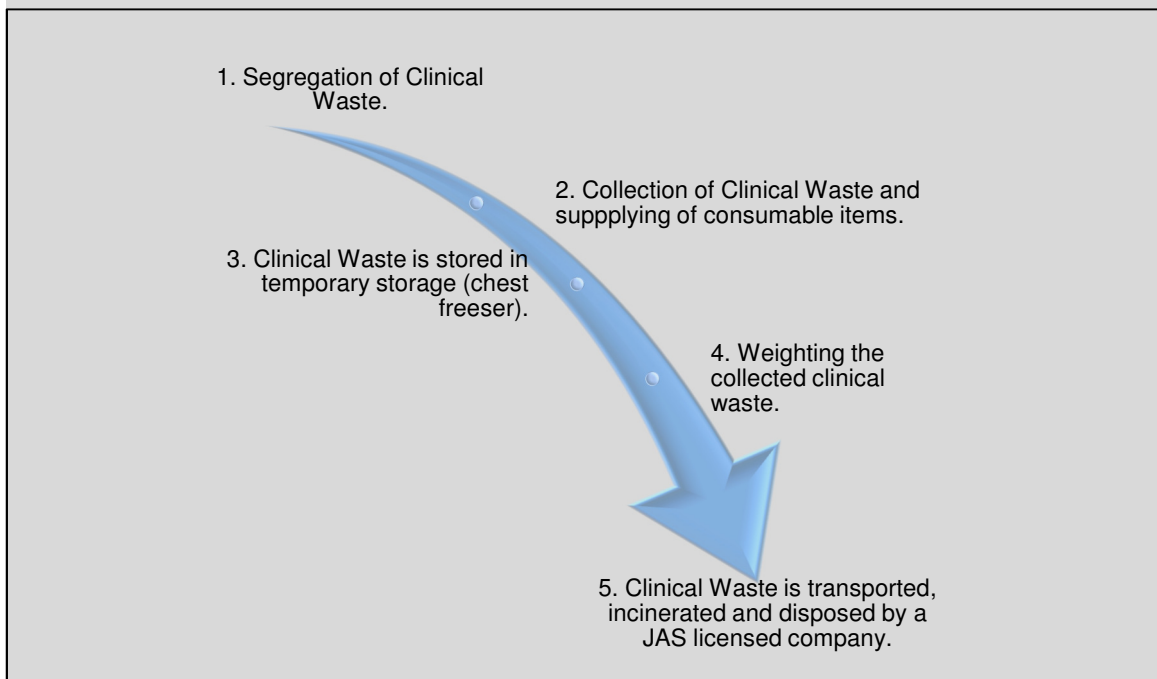 1. Segregation of Clinical
Waste.
2. Collection of Clinical Waste and
suppplying of consumable items.
3. Clinical Waste is stored in
temporary storage (chest
freeser).
4. Weighting the
collected clinical
waste.
5. Clinical Waste is transported,
incinerated and disposed by a
JAS licensed company.